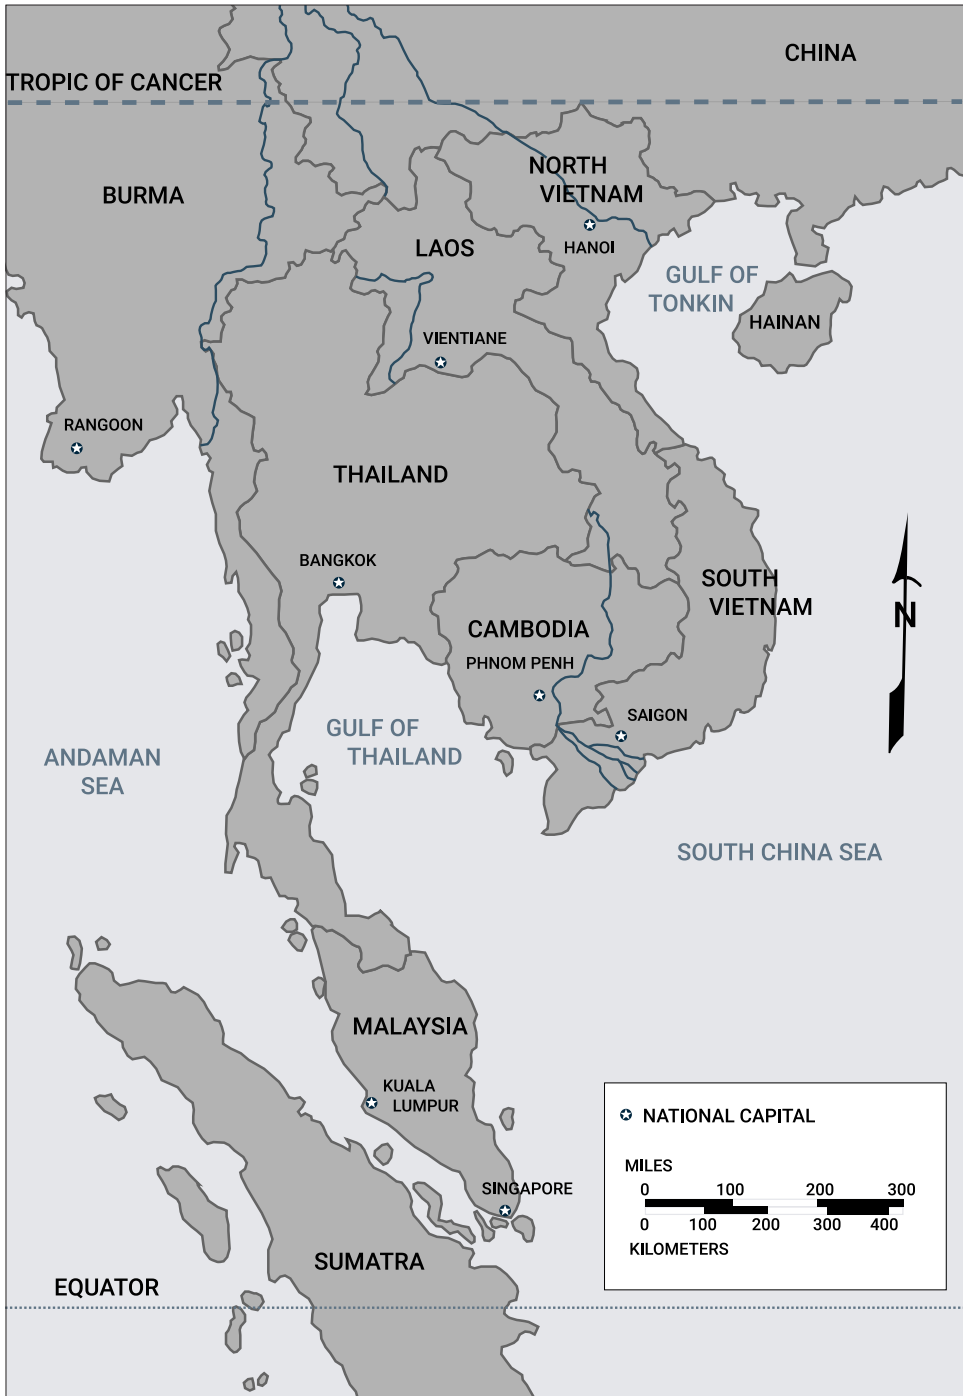 CHINA
TROPIC OF CANCER
NORTH
VIETNAM
BURMA
HANOI
LAOS
GULF OF
TONKIN
HAINAN
VIENTIANE
RANGOON
THAILAND
BANGKOK
SOUTH
VIETNAM
N
CAMBODIA
PHNOM PENH
SAIGON
GULF OF
THAILAND
ANDAMAN
SEA
SOUTH CHINA SEA
MALAYSIA
KUALA
LUMPUR
SINGAPORE
SUMATRA
EQUATOR
NATIONAL CAPITAL
MILES
0 100 200 300
0 100 200 300 400
KILOMETERS